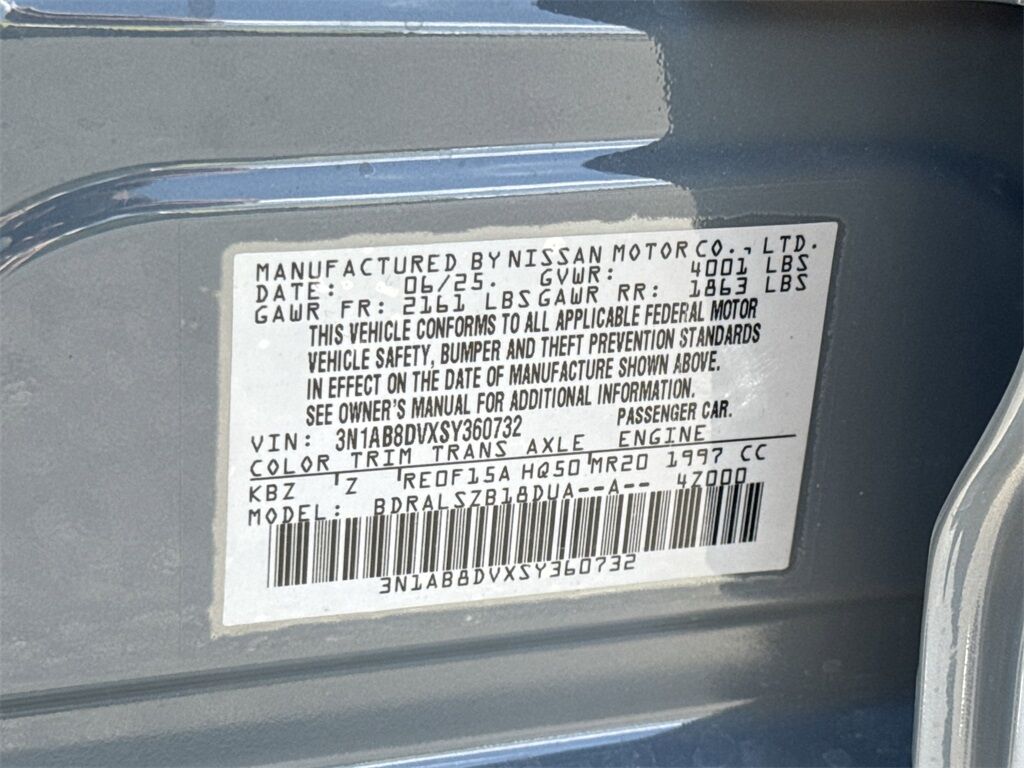 MANUFACTURED BY NISSAN MOTOR CO., LTD.
DATE: 06/25. GVWR: 4001 LBS
GAWR FR: 2161 LBS GAWR RR: 1863 LBS
THIS VEHICLE CONFORMS TO ALL APPLICABLE FEDERAL MOTOR
VEHICLE SAFETY, BUMPER AND THEFT PREVENTION STANDARDS
IN EFFECT ON THE DATE OF MANUFACTURE SHOWN ABOVE.
SEE OWNER'S MANUAL FOR ADDITIONAL INFORMATION.
VIN: 3N1AB8DVXSY360732 PASSENGER CAR.
COLOR TRIM TRANS AXLE ENGINE
KBZ Z RE0F15A HQ50 MR20 1997 CC
MODEL: BDRALSZB18DUA--A-- 4Z000
3N1AB8DVXSY360732